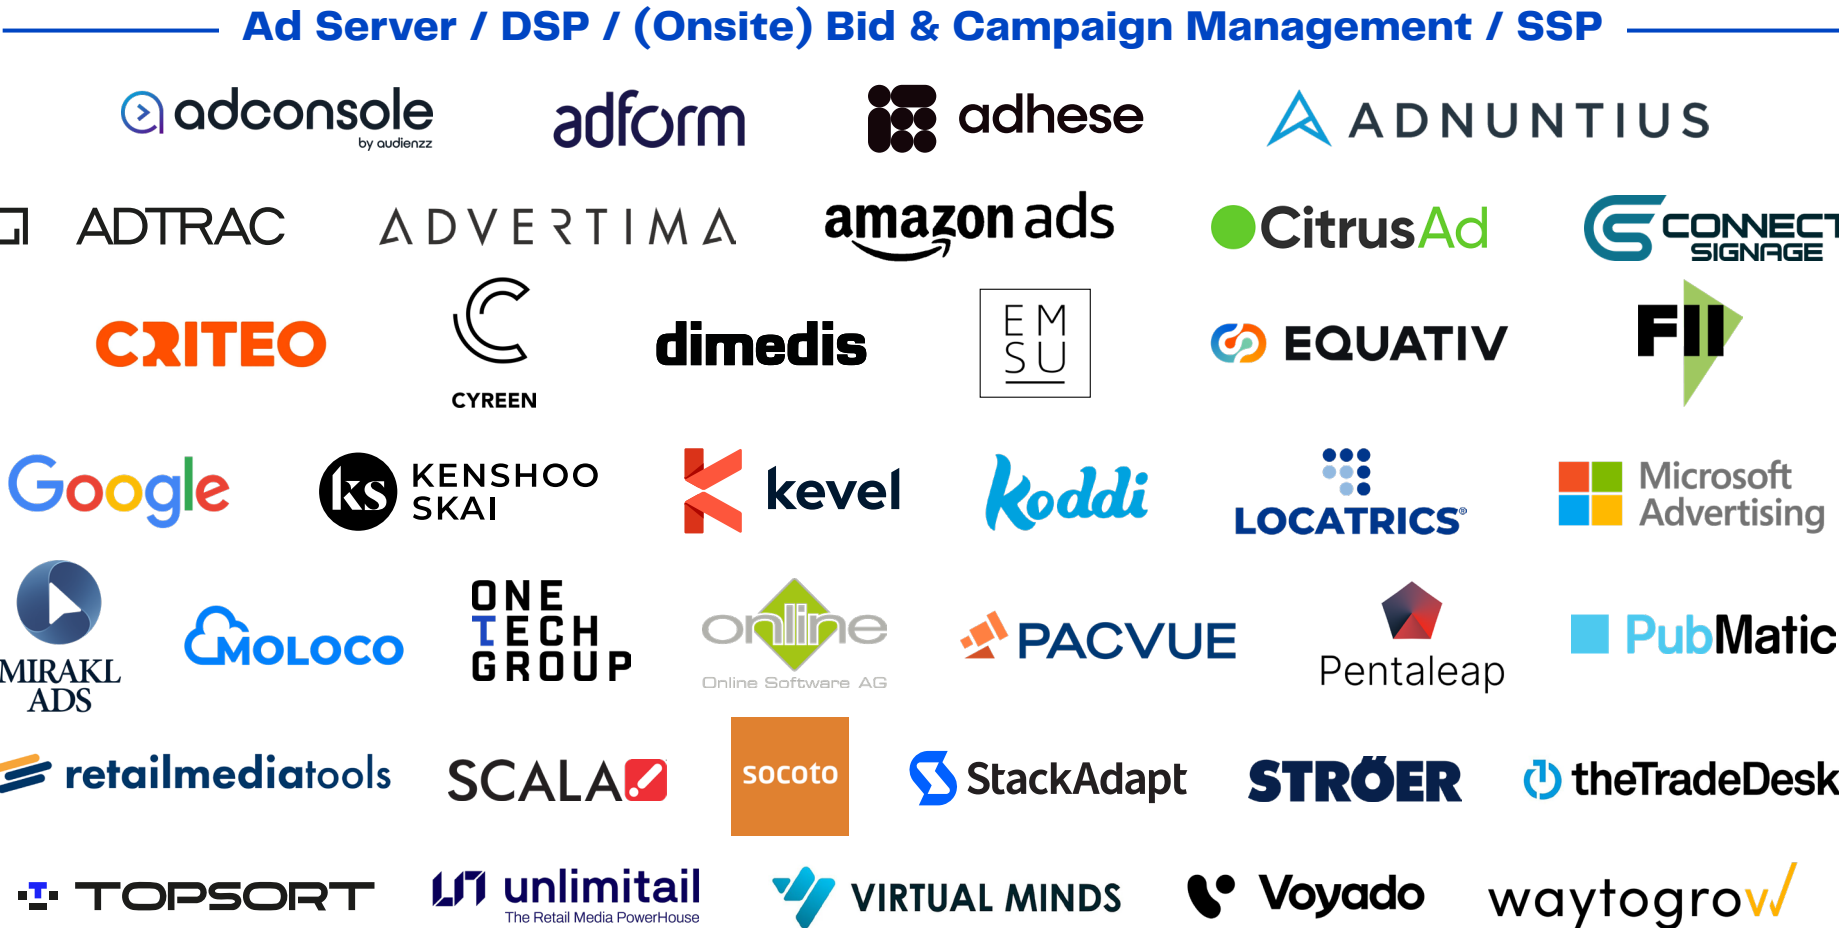 Ad Server / DSP / (Onsite) Bid & Campaign Management / SSP
adconsole
by audienzz
adform
adhese
ADNUNTIUS
ADTRAC
ADVERTIMA
amazon ads
CitrusAd
CONNECT
SIGNAGE
CRITEO
CYREEN
dimedis
EM
SU
EQUATIV
FII
Google
ks
KENSHOO
SKAI
kevel
koddi
LOCATRICS®
Microsoft
Advertising
MIRAKL
ADS
MOLOCO
ONE
TECH
GROUP
online
Online Software AG
PACVUE
Pentaleap
PubMatic
retailmediatools
SCALA
socoto
StackAdapt
STRÖER
theTradeDesk
TOPSORT
unlimitail
The Retail Media PowerHouse
VIRTUAL MINDS
Voyado
waytogrow